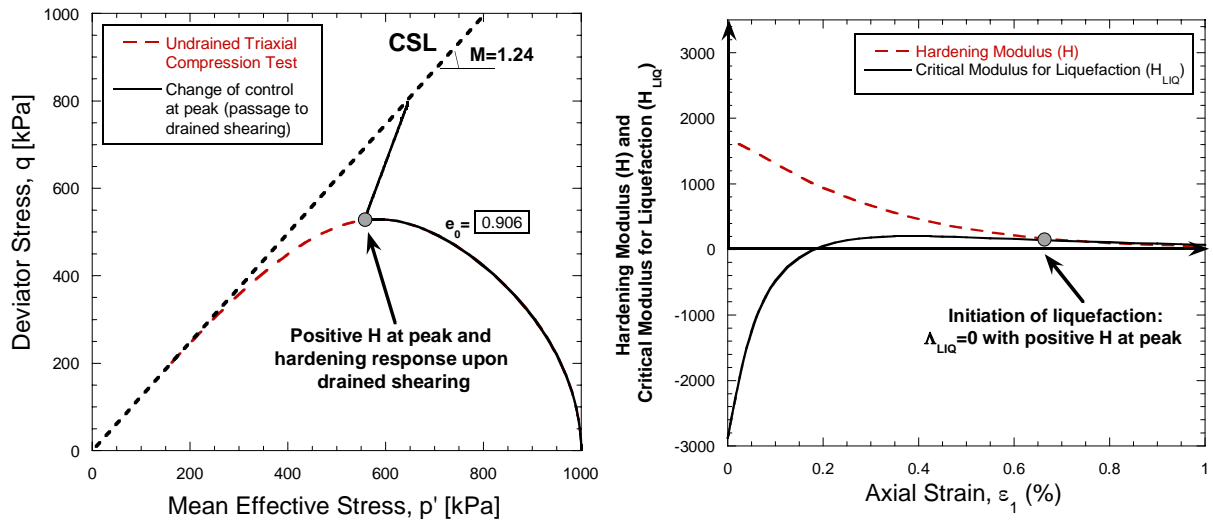 1000
800
600
400
200
0
0
200
400
600
800
1000
Deviator Stress, q [kPa]
Mean Effective Stress, p' [kPa]
Undrained Triaxial
Compression Test
Change of control
at peak (passage to
drained shearing)
CSL
M=1.24
e0= 0.906
Positive H at peak and
hardening response upon
drained shearing
3000
2000
1000
0
-1000
-2000
-3000
0
0.2
0.4
0.6
0.8
1
Hardening Modulus (H) and
Critical Modulus for Liquefaction (HLIQ)
Axial Strain, ε1 (%)
Hardening Modulus (H)
Critical Modulus for Liquefaction (HLIQ)
Initiation of liquefaction:
ΛLIQ=0 with positive H at peak